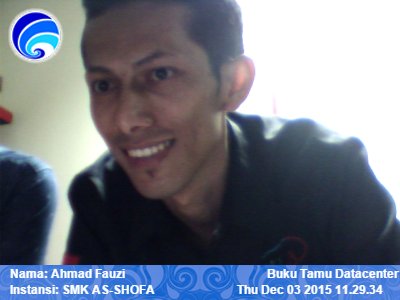 Nama: Ahmad Fauzi
Buku Tamu Datacenter
Instansi: SMK AS-SHOFA
Thu Dec 03 2015 11.29.34